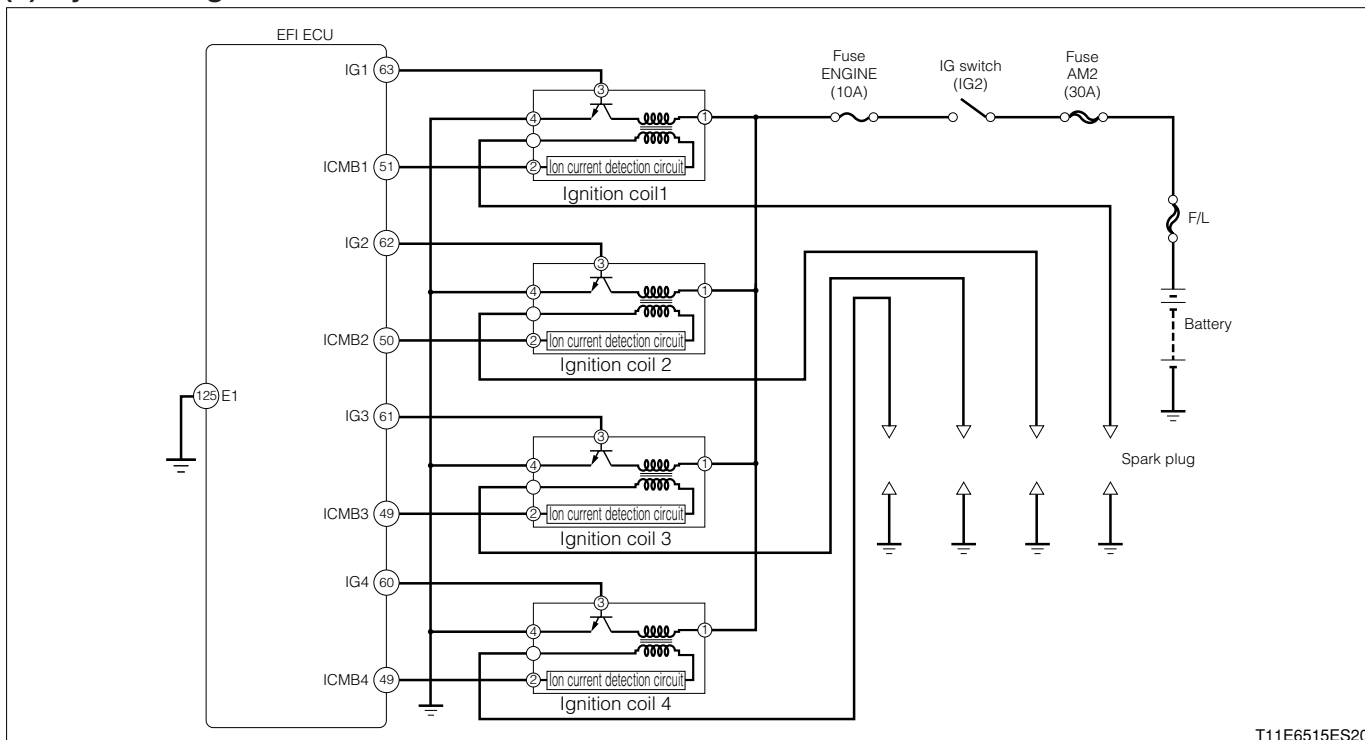 EFI ECU
Fuse
ENGINE
(10A)
IG switch
(IG2)
Fuse
AM2
(30A)
IG1 63
3
4
1
ICMB1 51
2 Ion current detection circuit
Ignition coil1
F/L
IG2 62
3
4
1
ICMB2 50
2 Ion current detection circuit
Ignition coil 2
Battery
125 E1
IG3 61
3
4
1
Spark plug
ICMB3 49
2 Ion current detection circuit
Ignition coil 3
IG4 60
3
4
1
ICMB4 49
2 Ion current detection circuit
Ignition coil 4
T11E6515ES20